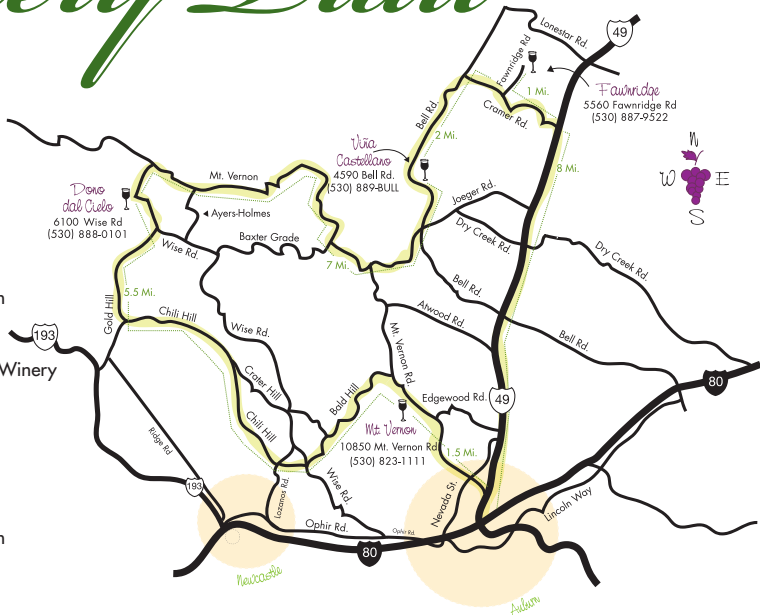 Lonestar Rd.
49
Fawnridge Rd
Fawnridge
5560 Fawnridge Rd
(530) 887-9522
1 Mi.
Cramer Rd.
Bell Rd.
2 Mi.
8 Mi.
N
W E
S
Viña
Castellano
4590 Bell Rd.
(530) 889-BULL
Mt. Vernon
Dono
dal Cielo
6100 Wise Rd
(530) 888-0101
Ayers-Holmes
Joeger Rd.
Dry Creek Rd.
Dry Creek Rd.
Wise Rd.
Baxter Grade
7 Mi.
Bell Rd.
5.5 Mi.
Gold Hill
Chili Hill
Atwood Rd.
Bell Rd.
193
Wise Rd.
Mt. Vernon Rd.
Winery
80
Crater Hill
Bald Hill
Edgewood Rd.
49
Chili Hill
Mt. Vernon
10850 Mt. Vernon Rd
(530) 823-1111
1.5 Mi.
Ridge Rd
193
Lozanos Rd.
Wise Rd.
Nevada St.
Lincoln Way
Ophir Rd.
Ophir Rd.
80
Newcastle
Auburn